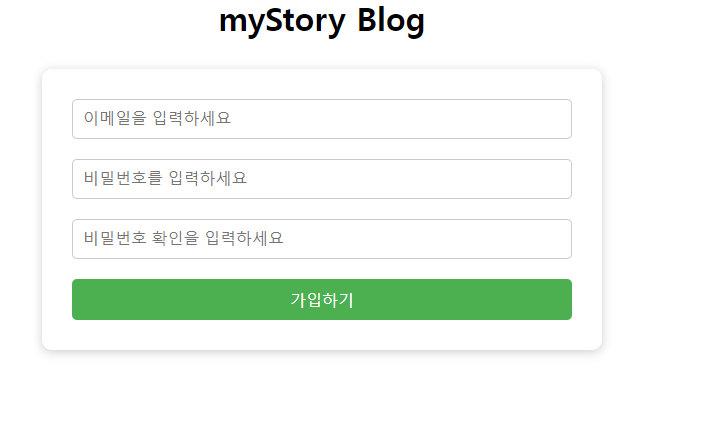 myStory Blog
이메일을 입력하세요
비밀번호를 입력하세요
비밀번호 확인을 입력하세요
가입하기